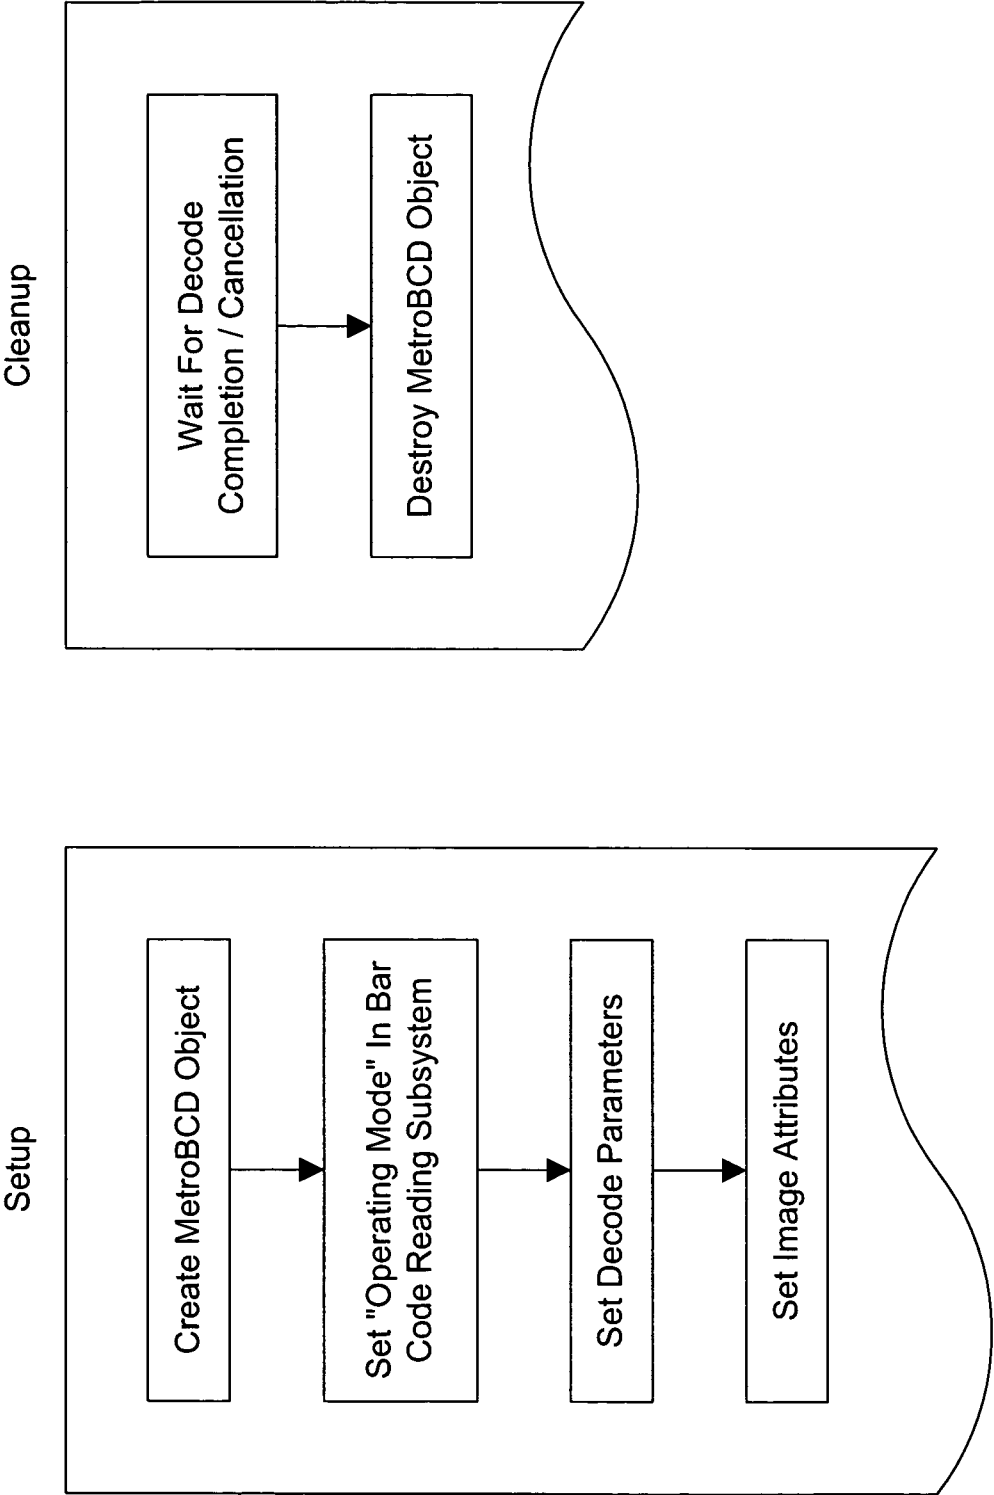 Setup
Create MetroBCD Object
Set "Operating Mode" In Bar
Code Reading Subsystem
Set Decode Parameters
Set Image Attributes
Cleanup
Wait For Decode
Completion / Cancellation
Destroy MetroBCD Object